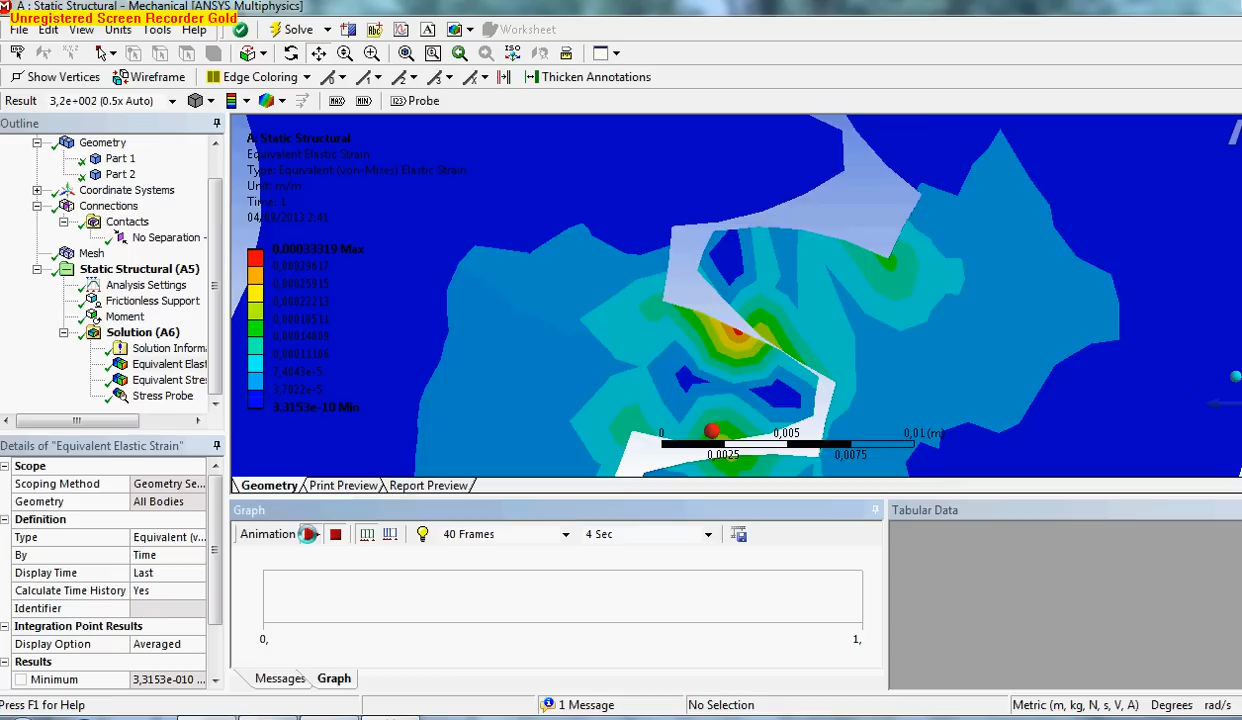 A : Static Structural - Mechanical [ANSYS Multiphysics]
Unregistered Screen Recorder Gold
File Edit View Units Tools Help Solve Worksheet
Show Vertices Wireframe Edge Coloring Thicken Annotations
Result 3,2e+002 (0.5x Auto) MAX MIN Probe
Outline
Geometry
Part 1
Part 2
Coordinate Systems
Connections
Contacts
No Separation -
Mesh
Static Structural (A5)
Analysis Settings
Frictionless Support
Moment
Solution (A6)
Solution Inform
Equivalent Elast
Equivalent Stre
Stress Probe
Details of "Equivalent Elastic Strain"
Scope
Scoping Method Geometry Se...
Geometry All Bodies
Definition
Type Equivalent (v...
By Time
Display Time Last
Calculate Time History Yes
Identifier
Integration Point Results
Display Option Averaged
Results
Minimum 3,3153e-010 ...
A: Static Structural
Equivalent Elastic Strain
Type: Equivalent (von-Mises) Elastic Strain
Unit: m/m
Time: 1
04/08/2013 2:41
0,00033319 Max
0,00029617
0,00025915
0,00022213
0,00018511
0,00014809
0,00011106
7,4043e-5
3,7022e-5
3,3153e-10 Min
0 0,005 0,01 (m)
0,0025 0,0075
Geometry Print Preview Report Preview
Graph
Animation 40 Frames 4 Sec
0, 1,
Messages Graph
Tabular Data
Press F1 for Help 1 Message No Selection Metric (m, kg, N, s, V, A) Degrees rad/s